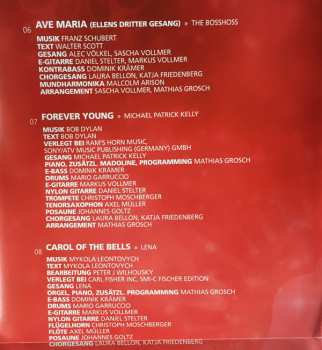 06 AVE MARIA (ELLENS DRITTER GESANG) » THE BOSSHOSS
MUSIK FRANZ SCHUBERT
TEXT WALTER SCOTT
GESANG ALEC VÖLKEL, SASCHA VOLLMER
E-GITARRE DANIEL STELTER, MARKUS VOLLMER
KONTRABASS DOMINIK KRÄMER
CHORGESANG LAURA BELLON, KATJA FRIEDENBERG
MUNDHARMONIKA MALCOLM ARISON
ARRANGEMENT SASCHA VOLLMER, MATHIAS GROSCH
07 FOREVER YOUNG » MICHAEL PATRICK KELLY
MUSIK BOB DYLAN
TEXT BOB DYLAN
VERLEGT BEI RAM'S HORN MUSIC,
SONY/ATV MUSIC PUBLISHING (GERMANY) GMBH
GESANG MICHAEL PATRICK KELLY
PIANO, ZUSÄTZL. MADOLINE, PROGRAMMING MATHIAS GROSCH
E-BASS DOMINIK KRÄMER
DRUMS MARIO GARRUCCIO
E-GITARRE MARKUS VOLLMER
NYLON GITARRE DANIEL STELTER
TROMPETE CHRISTOPH MOSCHBERGER
TENORSAXOPHON AXEL MÜLLER
POSAUNE JOHANNES GOLTZ
CHORGESANG LAURA BELLON, KATJA FRIEDENBERG
ARRANGEMENT MATHIAS GROSCH
08 CAROL OF THE BELLS » LENA
MUSIK MYKOLA LEONTOVYCH
TEXT MYKOLA LEONTOVYCH
BEARBEITUNG PETER J WILHOUSKY
VERLEGT BEI CARL FISHER INC, SMI-C FISCHER EDITION
GESANG LENA
ORGEL, PIANO, ZUSÄTZL. PROGRAMMING MATHIAS GROSCH
E-BASS DOMINIK KRÄMER
DRUMS MARIO GARRUCCIO
E-GITARRE MARKUS VOLLMER
NYLON GITARRE DANIEL STELTER
FLÜGELHORN CHRISTOPH MOSCHBERGER
FLÖTE AXEL MÜLLER
POSAUNE JOHANNES GOLTZ
CHORGESANG LAURA BELLON, KATJA FRIEDENBERG